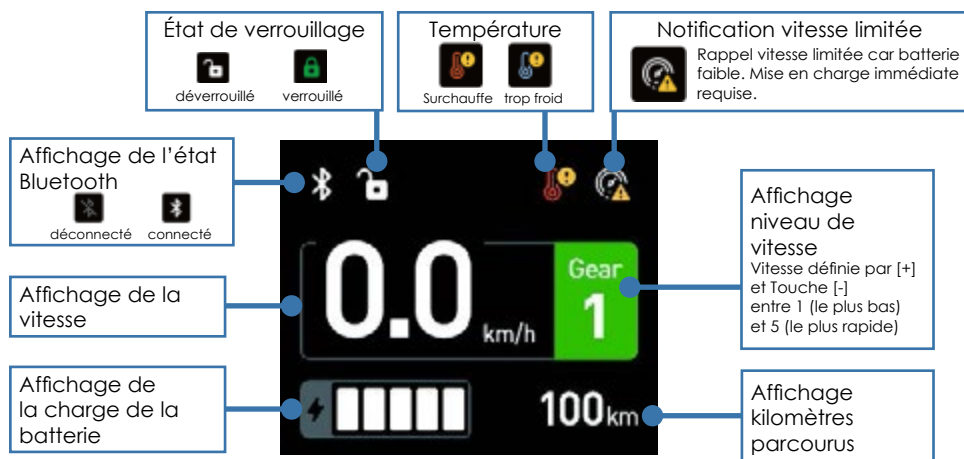 État de verrouillage
déverrouillé verrouillé
Température
Surchauffe trop froid
Notification vitesse limitée
Rappel vitesse limitée car batterie
faible. Mise en charge immédiate
requise.
Affichage de l'état
Bluetooth
déconnecté connecté
Affichage de la
vitesse
Affichage de
la charge de la
batterie
0.0
km/h
Gear
1
100km
Affichage
niveau de
vitesse
Vitesse définie par [+]
et Touche [-]
entre 1 (le plus bas)
et 5 (le plus rapide)
Affichage
kilomètres
parcourus